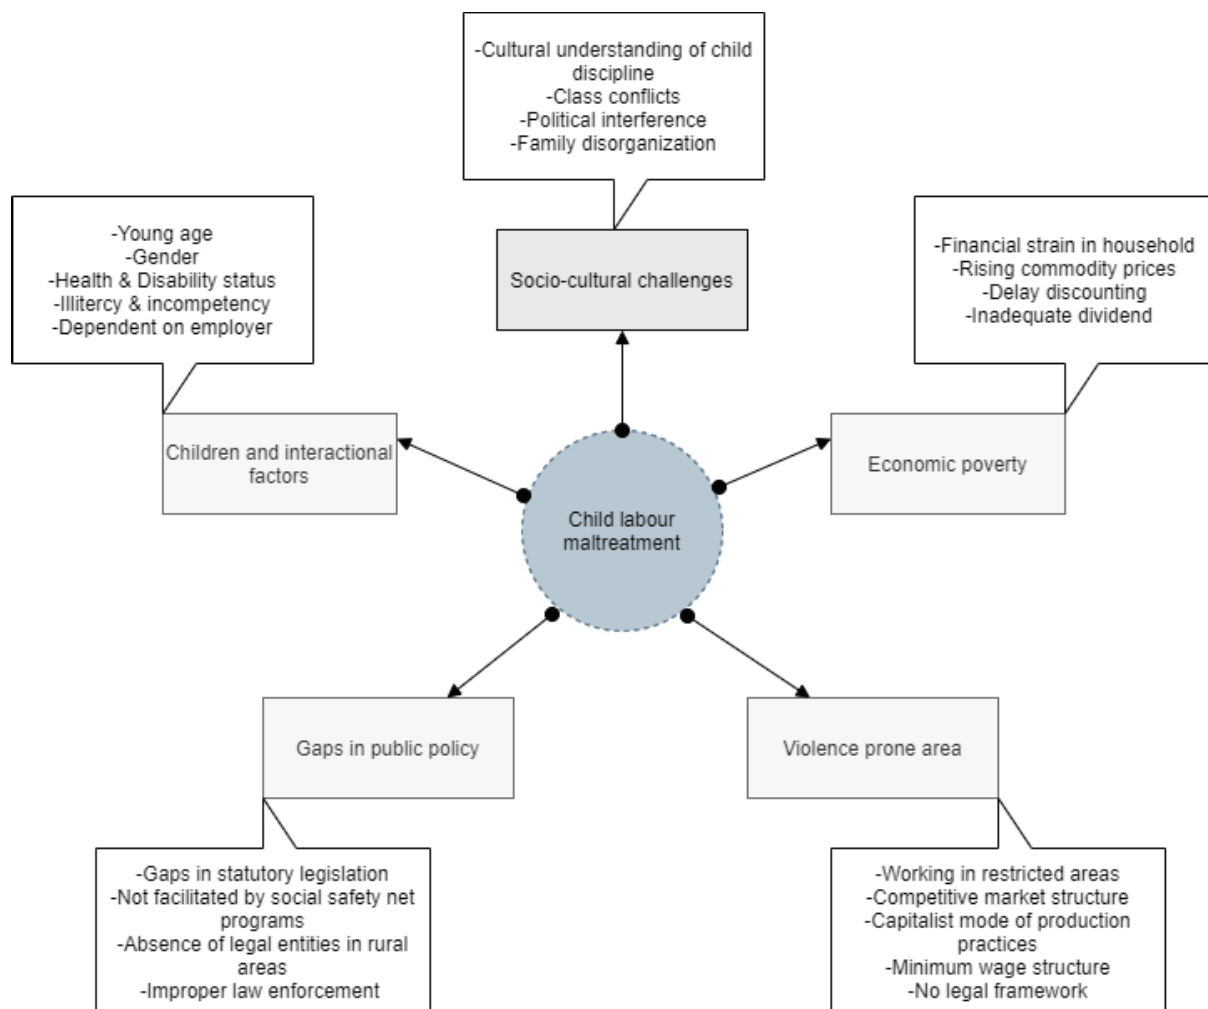 -Cultural understanding of child
discipline
-Class conflicts
-Political interference
-Family disorganization
Socio-cultural challenges
-Young age
-Gender
-Health & Disability status
-Illitercy & incompetency
-Dependent on employer
Children and interactional
factors
-Financial strain in household
-Rising commodity prices
-Delay discounting
-Inadequate dividend
Economic poverty
Child labour
maltreatment
Gaps in public policy
-Gaps in statutory legislation
-Not facilitated by social safety net
programs
-Absence of legal entities in rural
areas
-Improper law enforcement
Violence prone area
-Working in restricted areas
-Competitive market structure
-Capitalist mode of production
practices
-Minimum wage structure
-No legal framework